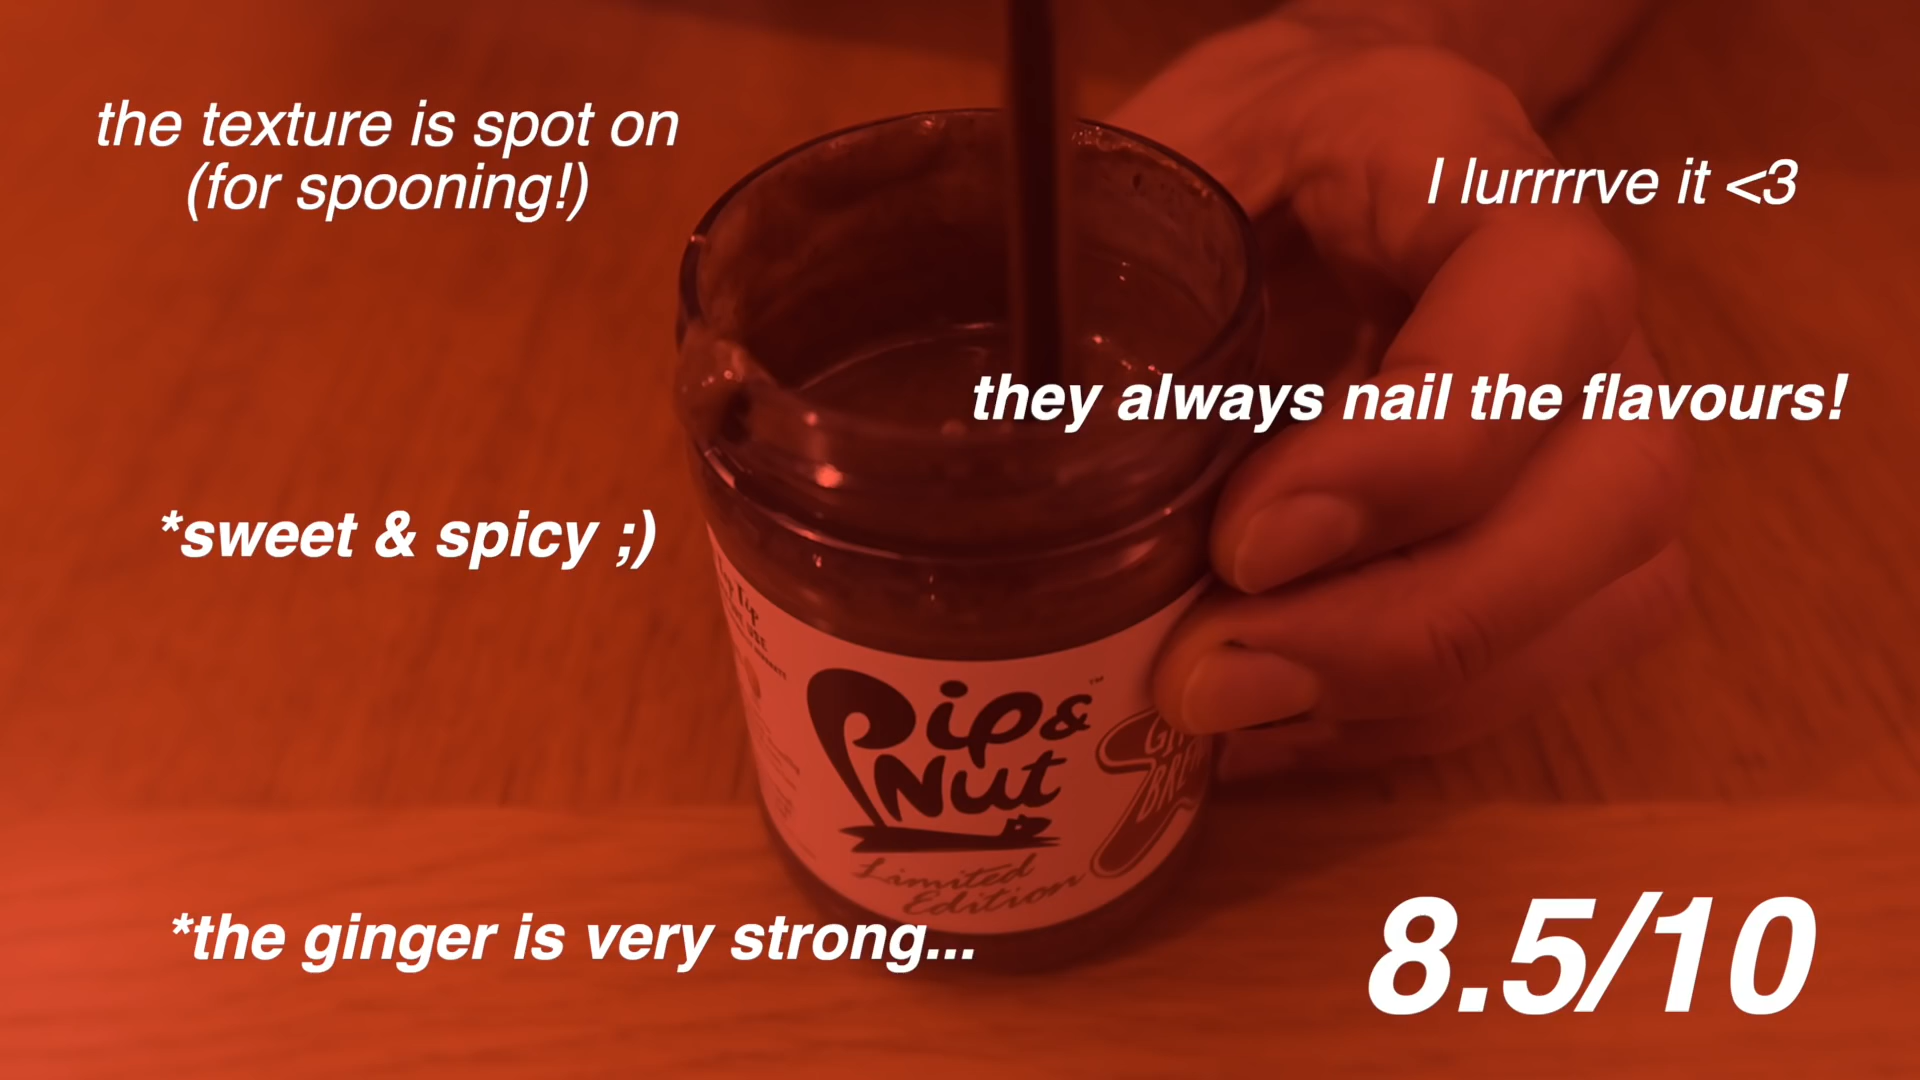 the texture is spot on
(for spooning!)
I lurrrrve it <3
they always nail the flavours!
*sweet & spicy ;)
Pip &
Nut
™
Limited
Edition
*the ginger is very strong...
8.5/10